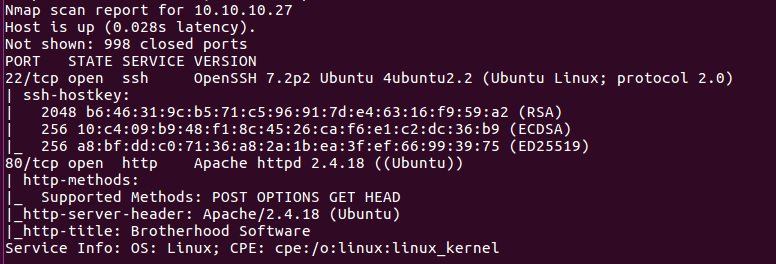 Nmap scan report for 10.10.10.27
Host is up (0.028s latency).
Not shown: 998 closed ports
PORT   STATE SERVICE VERSION
22/tcp open  ssh     OpenSSH 7.2p2 Ubuntu 4ubuntu2.2 (Ubuntu Linux; protocol 2.0)
| ssh-hostkey:
|   2048 b6:46:31:9c:b5:71:c5:96:91:7d:e4:63:16:f9:59:a2 (RSA)
|   256 10:c4:09:b9:48:f1:8c:45:26:ca:f6:e1:c2:dc:36:b9 (ECDSA)
|_  256 a8:bf:dd:c0:71:36:a8:2a:1b:ea:3f:ef:66:99:39:75 (ED25519)
80/tcp open  http    Apache httpd 2.4.18 ((Ubuntu))
| http-methods:
|_  Supported Methods: POST OPTIONS GET HEAD
|_http-server-header: Apache/2.4.18 (Ubuntu)
|_http-title: Brotherhood Software
Service Info: OS: Linux; CPE: cpe:/o:linux:linux_kernel